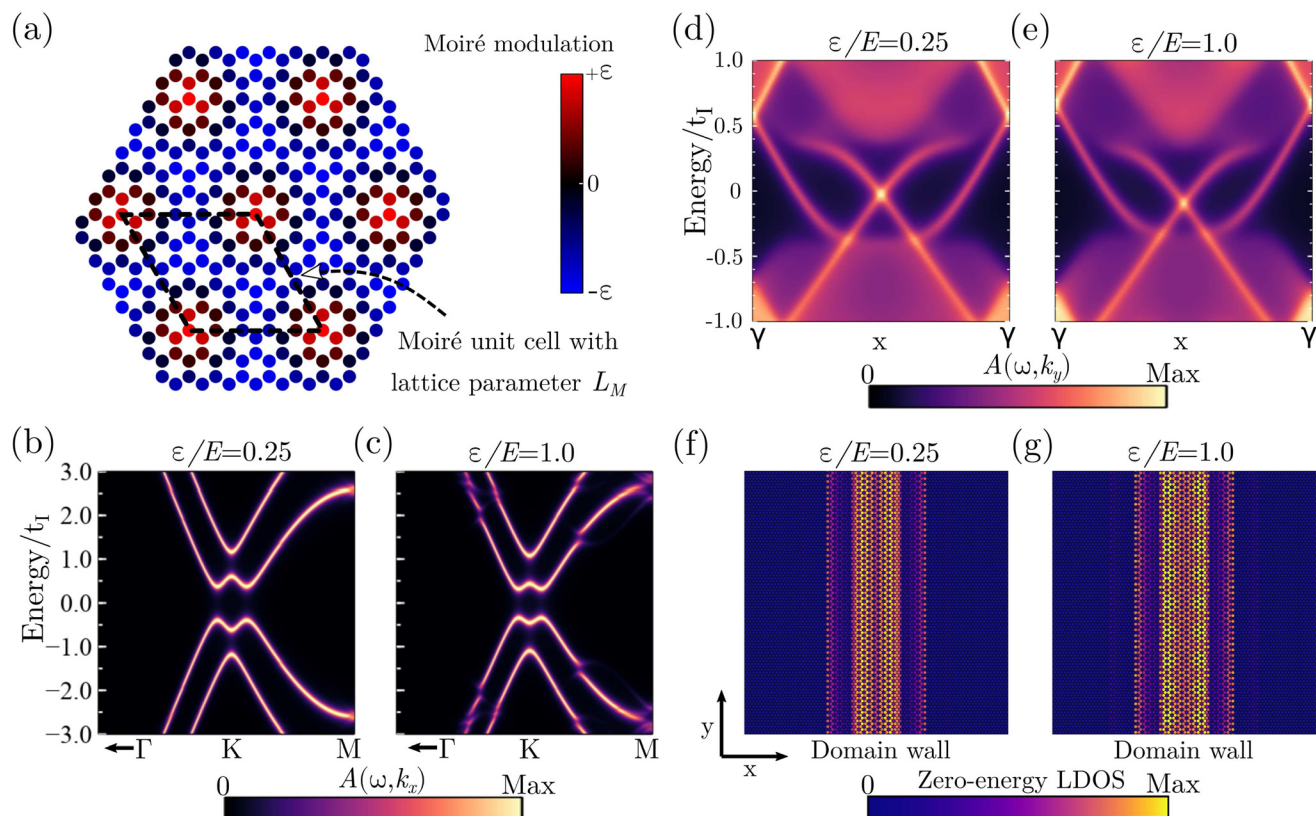 (a)
Moiré modulation
+ε
0
-ε
Moiré unit cell with
lattice parameter L_M
(b)
ε/E=0.25
Energy/t_I
3.0
2.0
1.0
0.0
-1.0
-2.0
-3.0
Γ
K
M
(c)
ε/E=1.0
Γ
K
M
0
A(ω,k_x)
Max
(d)
ε/E=0.25
Energy/t_I
1.0
0.5
0
-0.5
-1.0
γ
x
γ
(e)
ε/E=1.0
γ
x
γ
0
A(ω,k_y)
Max
(f)
ε/E=0.25
y
x
Domain wall
(g)
ε/E=1.0
Domain wall
0
Zero-energy LDOS
Max